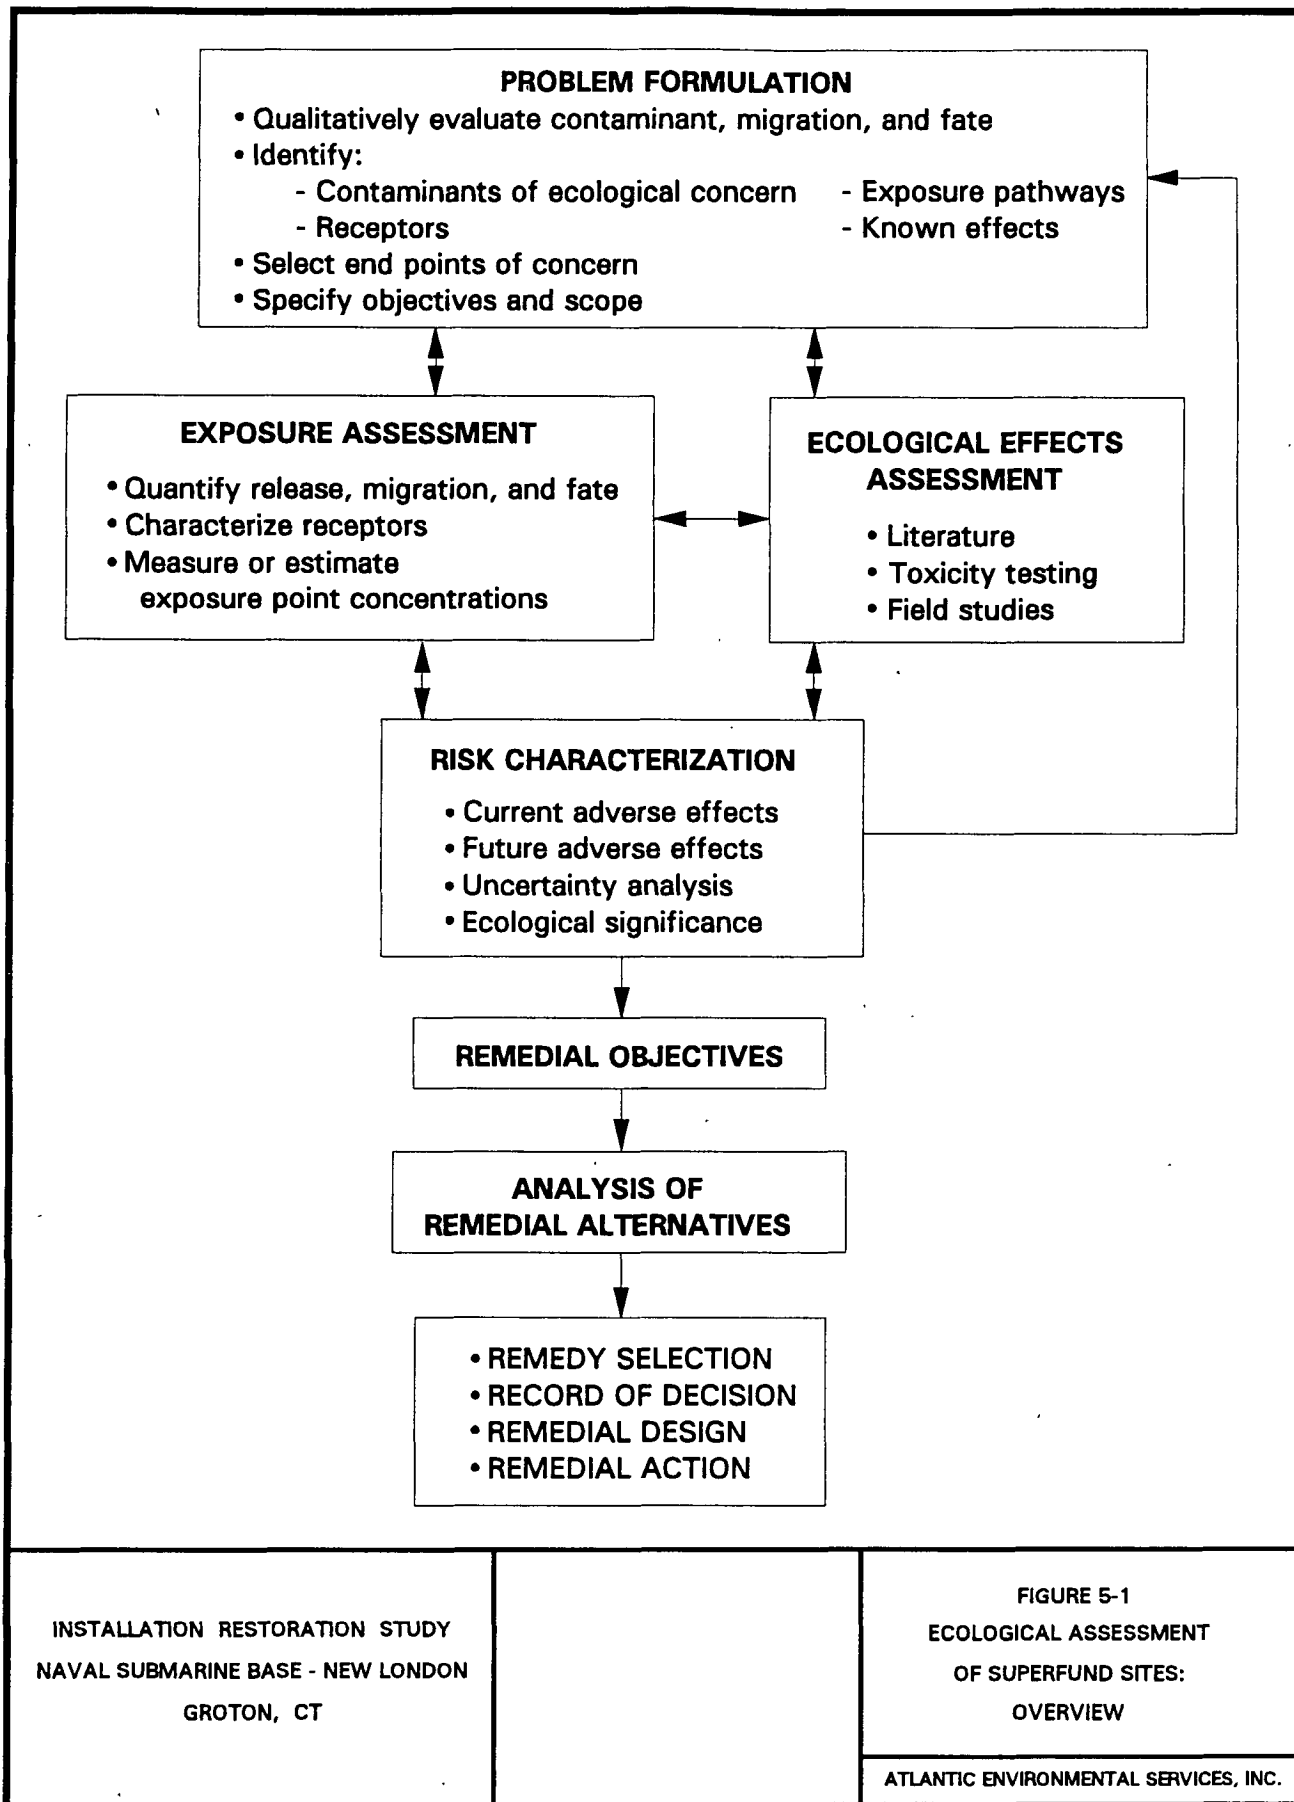 PROBLEM FORMULATION
• Qualitatively evaluate contaminant, migration, and fate
• Identify:
- Contaminants of ecological concern - Exposure pathways
- Receptors - Known effects
• Select end points of concern
• Specify objectives and scope
EXPOSURE ASSESSMENT
• Quantify release, migration, and fate
• Characterize receptors
• Measure or estimate
exposure point concentrations
ECOLOGICAL EFFECTS
ASSESSMENT
• Literature
• Toxicity testing
• Field studies
RISK CHARACTERIZATION
• Current adverse effects
• Future adverse effects
• Uncertainty analysis
• Ecological significance
REMEDIAL OBJECTIVES
ANALYSIS OF
REMEDIAL ALTERNATIVES
• REMEDY SELECTION
• RECORD OF DECISION
• REMEDIAL DESIGN
• REMEDIAL ACTION
INSTALLATION RESTORATION STUDY
NAVAL SUBMARINE BASE - NEW LONDON
GROTON, CT
FIGURE 5-1
ECOLOGICAL ASSESSMENT
OF SUPERFUND SITES:
OVERVIEW
ATLANTIC ENVIRONMENTAL SERVICES, INC.